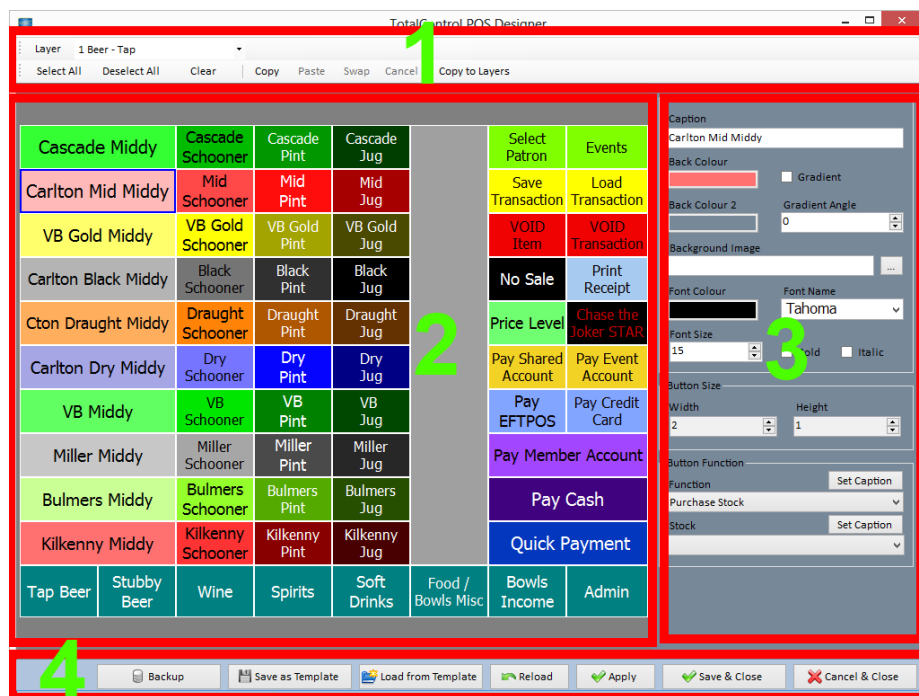 TotalControl POS Designer
Layer 1 Beer - Tap
Select All Deselect All Clear Copy Paste Swap Cancel Copy to Layers
1
Cascade Middy
Cascade
Schooner
Cascade
Pint
Cascade
Jug
Select
Patron
Events
Carlton Mid Middy
Mid
Schooner
Mid
Pint
Mid
Jug
Save
Transaction
Load
Transaction
VB Gold Middy
VB Gold
Schooner
VB Gold
Pint
VB Gold
Jug
VOID
Item
VOID
Transaction
Carlton Black Middy
Black
Schooner
Black
Pint
Black
Jug
No Sale
Print
Receipt
Cton Draught Middy
Draught
Schooner
Draught
Pint
Draught
Jug
Price Level
Chase the
Joker STAR
Carlton Dry Middy
Dry
Schooner
Dry
Pint
Dry
Jug
Pay Shared
Account
Pay Event
Account
VB Middy
VB
Schooner
VB
Pint
VB
Jug
Pay
EFTPOS
Pay Credit
Card
Miller Middy
Miller
Schooner
Miller
Pint
Miller
Jug
Pay Member Account
Bulmers Middy
Bulmers
Schooner
Bulmers
Pint
Bulmers
Jug
Pay Cash
Kilkenny Middy
Kilkenny
Schooner
Kilkenny
Pint
Kilkenny
Jug
Quick Payment
Tap Beer
Stubby
Beer
Wine
Spirits
Soft
Drinks
Food /
Bowls Misc
Bowls
Income
Admin
2
Caption
Carlton Mid Middy
Back Colour
Gradient
Back Colour 2 Gradient Angle
0
Background Image
...
Font Colour Font Name
Tahoma
Font Size
15 Bold Italic
3
Button Size
Width Height
2 1
Button Function
Function Set Caption
Purchase Stock
Stock Set Caption
4
Backup Save as Template Load from Template Reload Apply Save & Close Cancel & Close